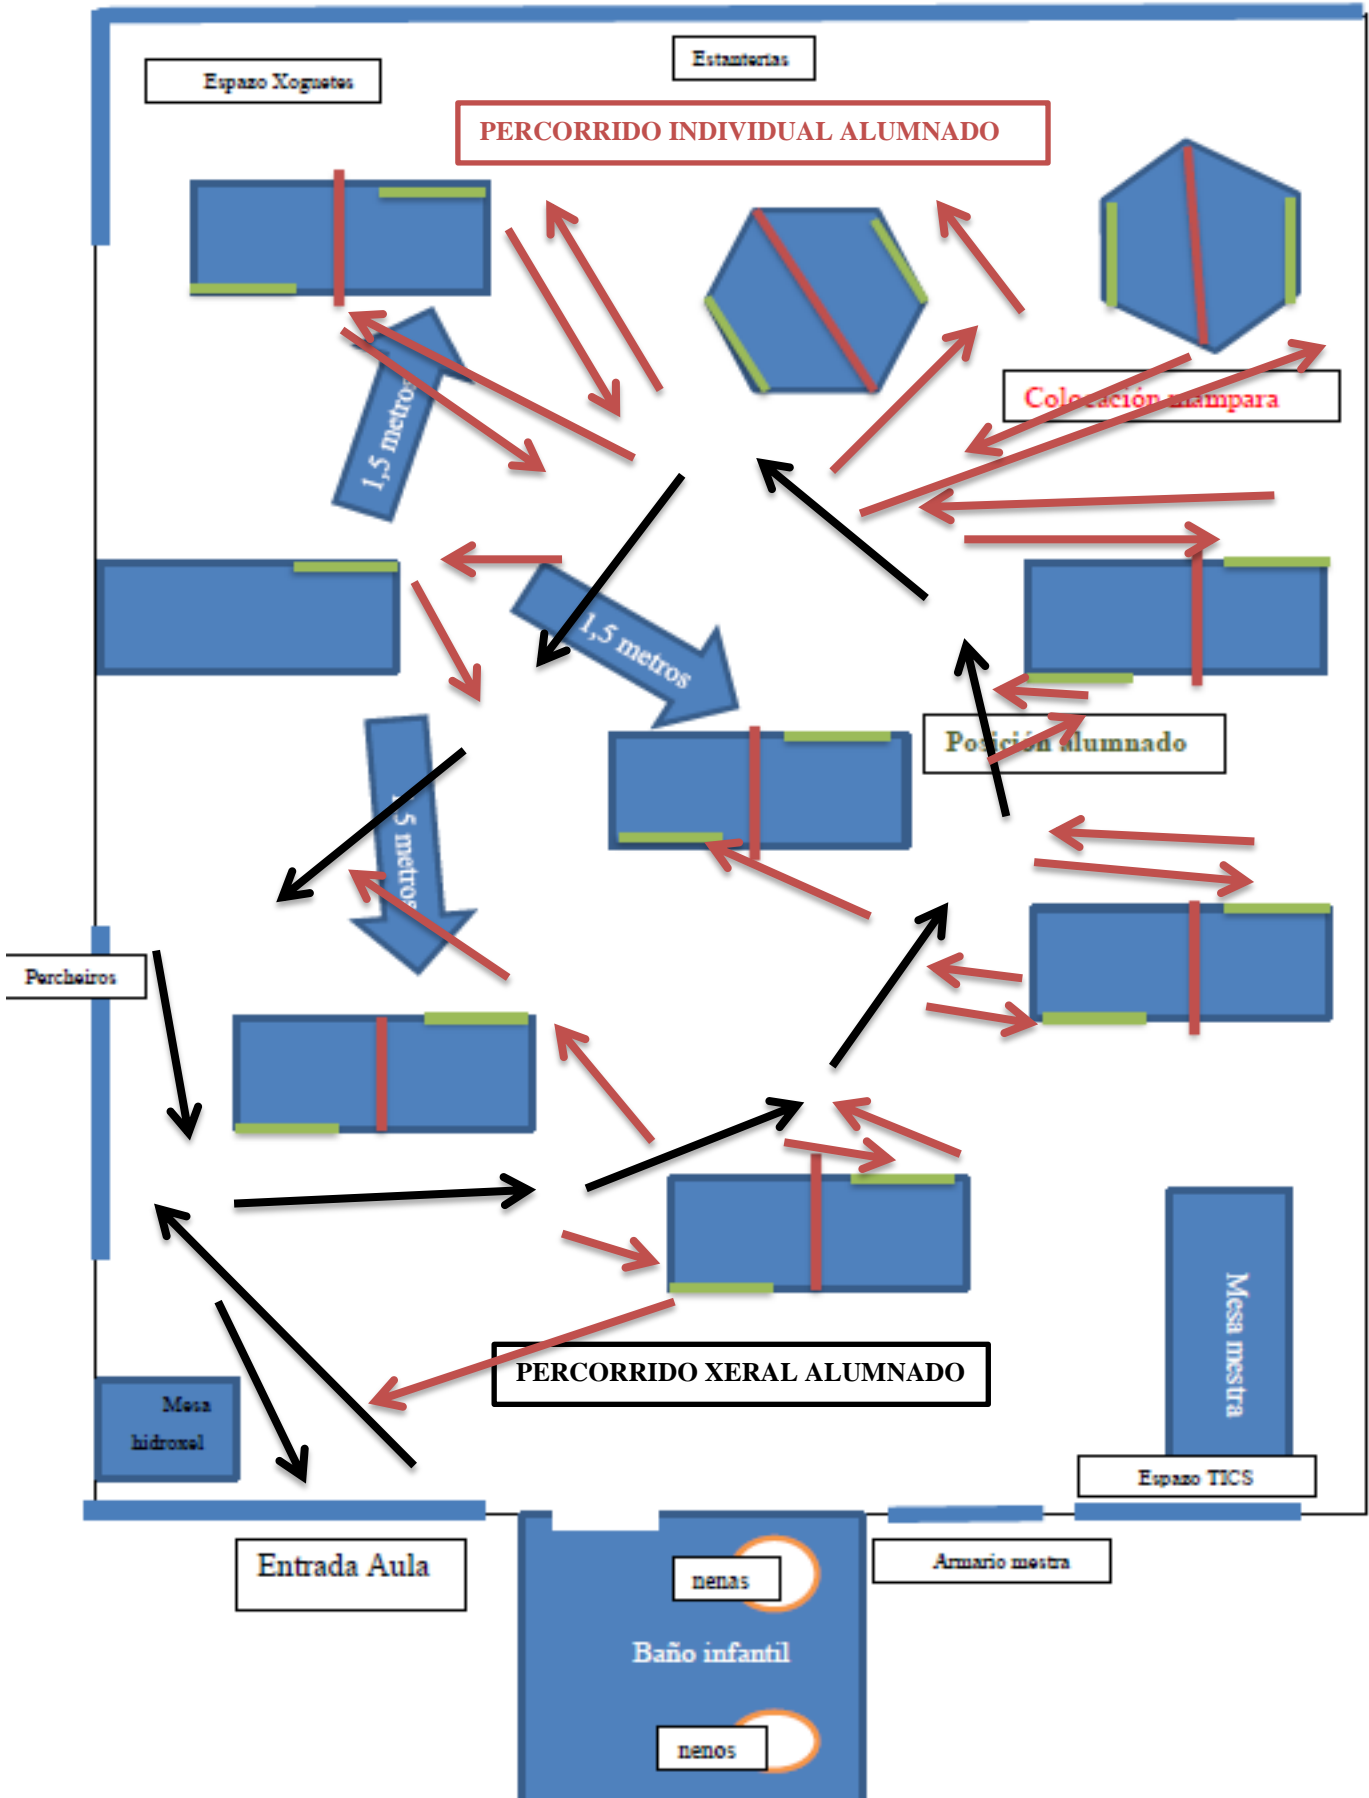 Estanterías
Espazo Xoguetes
PERCORRIDO INDIVIDUAL ALUMNADO
Colocación mampara
1,5 metros
1,5 metros
Posición alumnado
5 metros
Percheiros
Mesa mestra
PERCORRIDO XERAL ALUMNADO
Mesa
hidroxel
Espazo TICS
Entrada Aula
Armario mestra
nenas
Baño infantil
nenos